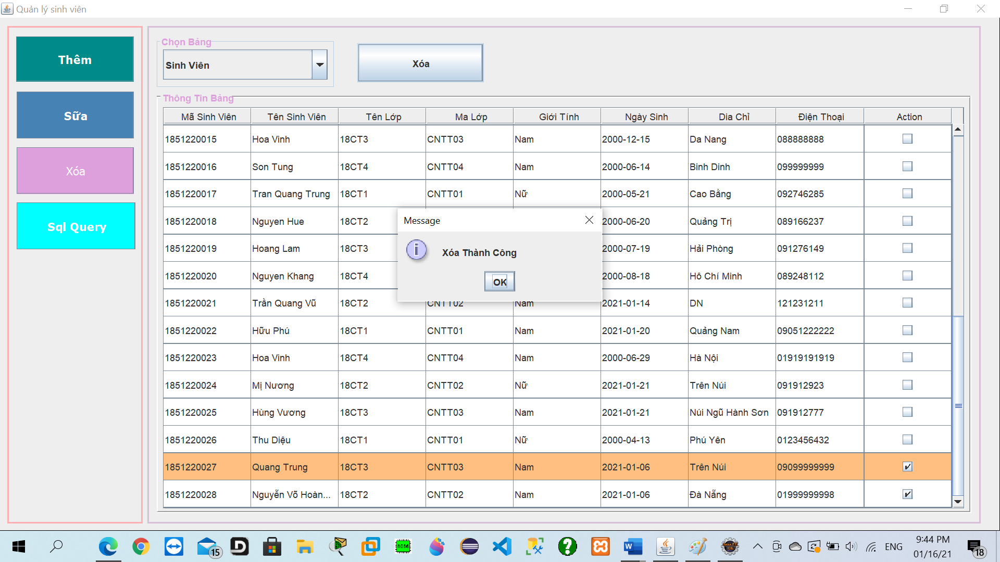 Quản lý sinh viên
Thêm
Sữa
Xóa
Sql Query
Chọn Bảng
Sinh Viên
Xóa
Thông Tin Bảng
Mã Sinh Viên Tên Sinh Viên Tên Lớp Ma Lớp Giới Tính Ngày Sinh Dia Chỉ Điện Thoại Action
1851220015 Hoa Vinh 18CT3 CNTT03 Nam 2000-12-15 Da Nang 088888888
1851220016 Son Tung 18CT4 CNTT04 Nam 2000-06-14 Binh Dinh 099999999
1851220017 Tran Quang Trung 18CT1 CNTT01 Nữ 2000-05-21 Cao Bằng 092746285
1851220018 Nguyen Hue 18CT2 2000-06-20 Quảng Trị 089166237
1851220019 Hoang Lam 18CT3 2000-07-19 Hải Phòng 091276149
1851220020 Nguyen Khang 18CT4 2000-08-18 Hô Chí Minh 089248112
1851220021 Trần Quang Vũ 18CT2 CNTT02 Nam 2021-01-14 DN 121231211
1851220022 Hữu Phú 18CT1 CNTT01 Nam 2021-01-20 Quảng Nam 09051222222
1851220023 Hoa Vinh 18CT4 CNTT04 Nam 2000-06-29 Hà Nội 01919191919
1851220024 Mị Nương 18CT2 CNTT02 Nữ 2021-01-21 Trên Núi 091912923
1851220025 Hùng Vương 18CT3 CNTT03 Nam 2021-01-21 Núi Ngũ Hành Sơn 091912777
1851220026 Thu Diệu 18CT1 CNTT01 Nữ 2000-04-13 Phú Yên 0123456432
1851220027 Quang Trung 18CT3 CNTT03 Nam 2021-01-06 Trên Núi 09099999999
1851220028 Nguyễn Võ Hoàn... 18CT2 CNTT02 Nam 2021-01-06 Đà Nẵng 01999999998
Message
Xóa Thành Công
OK
15
8086
ENG
9:44 PM
01/16/21
18